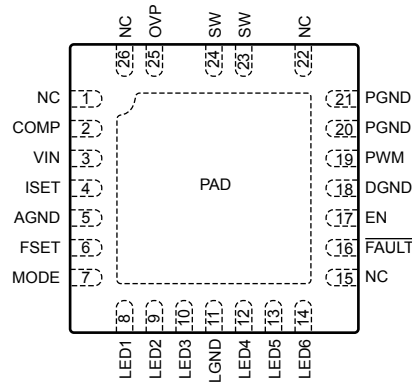 NC
OVP
SW
SW
NC
26
25
24
23
22
NC 1
COMP 2
VIN 3
ISET 4
AGND 5
FSET 6
MODE 7
PAD
21 PGND
20 PGND
19 PWM
18 DGND
17 EN
16 FAULT
15 NC
8
9
10
11
12
13
14
LED1
LED2
LED3
LGND
LED4
LED5
LED6